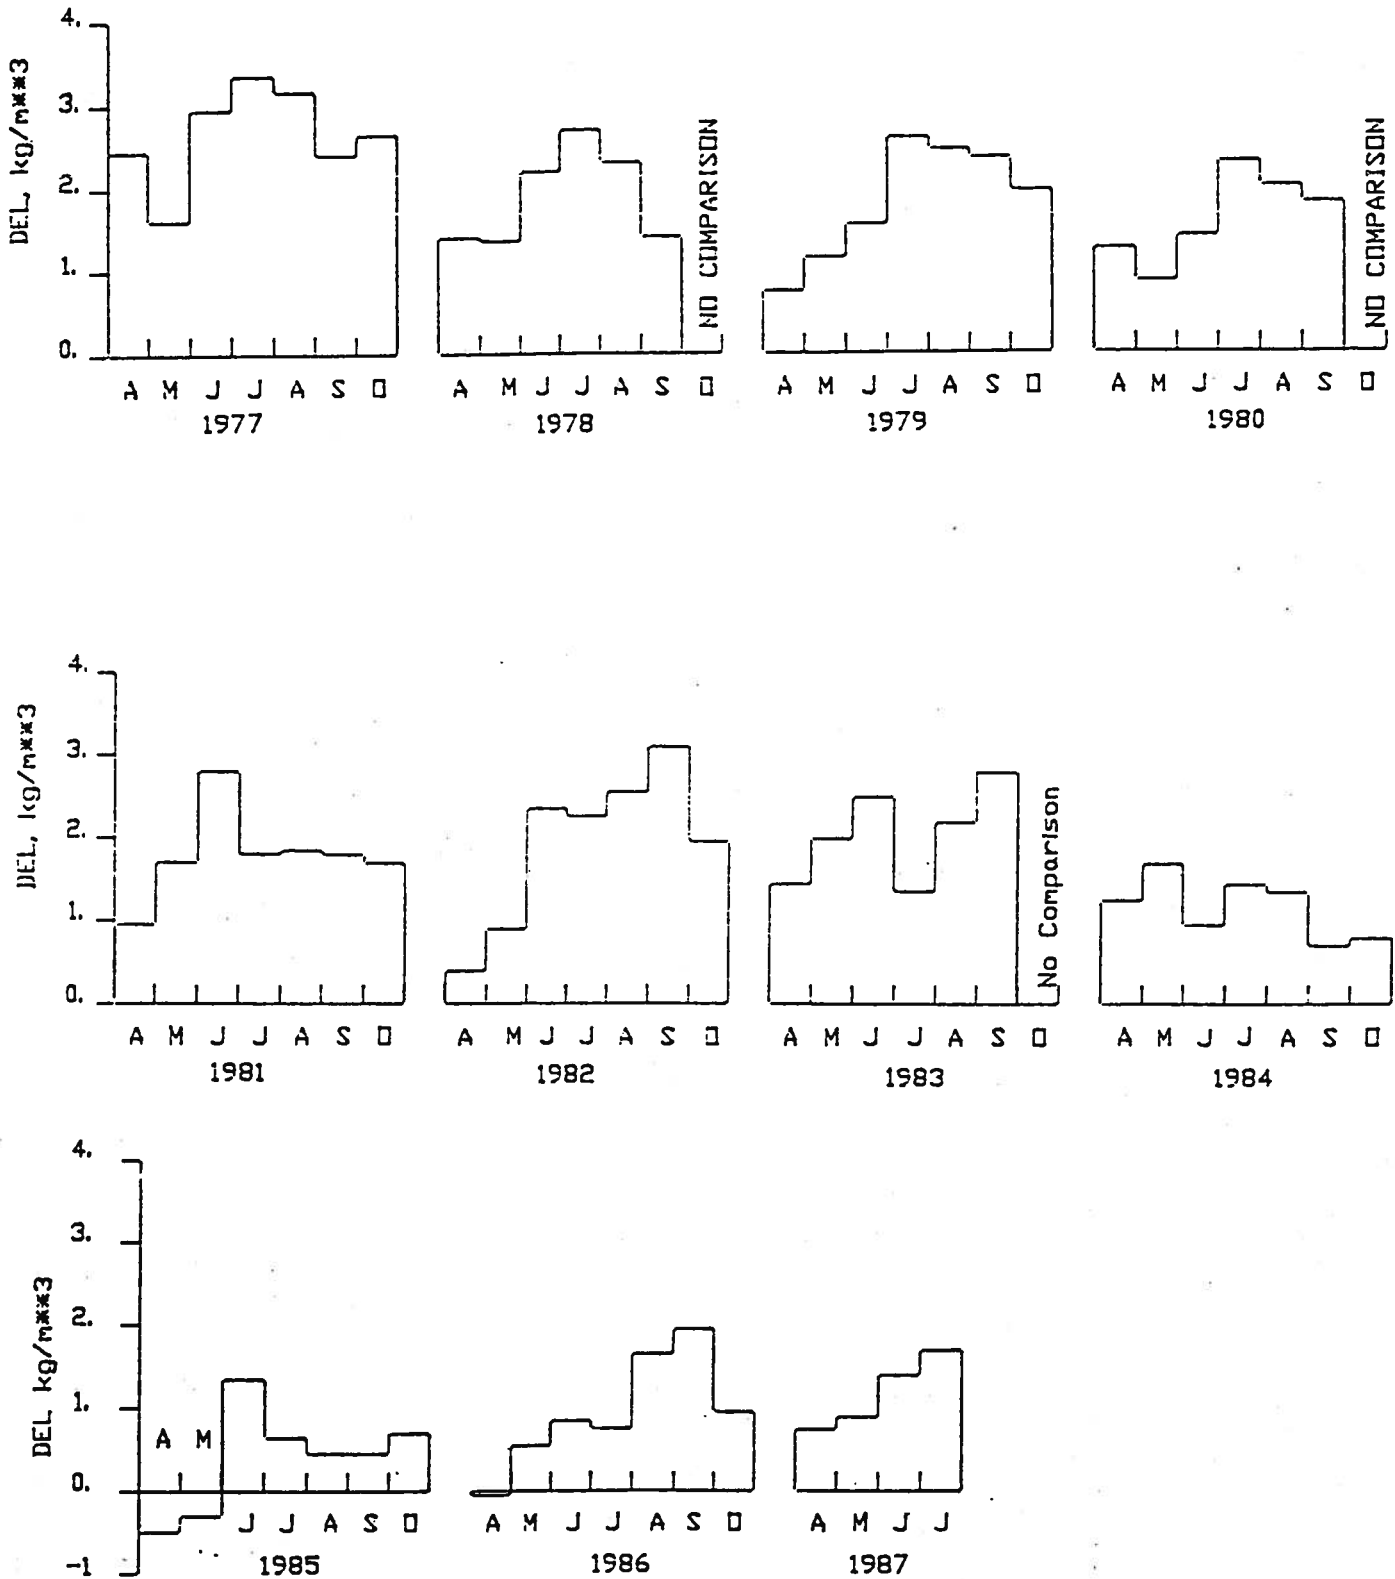 DEL, kg/m**3
4.
3.
2.
1.
0.
A M J J A S O
1977
A M J J A S O
1978
NO COMPARISON
A M J J A S O
1979
A M J J A S O
1980
NO COMPARISON
DEL, kg/m**3
4.
3.
2.
1.
0.
A M J J A S O
1981
A M J J A S O
1982
A M J J A S O
1983
No Comparison
A M J J A S O
1984
DEL kg/m**3
4.
3.
2.
1.
0.
-1
A M
J J A S O
1985
A M J J A S O
1986
A M J J
1987